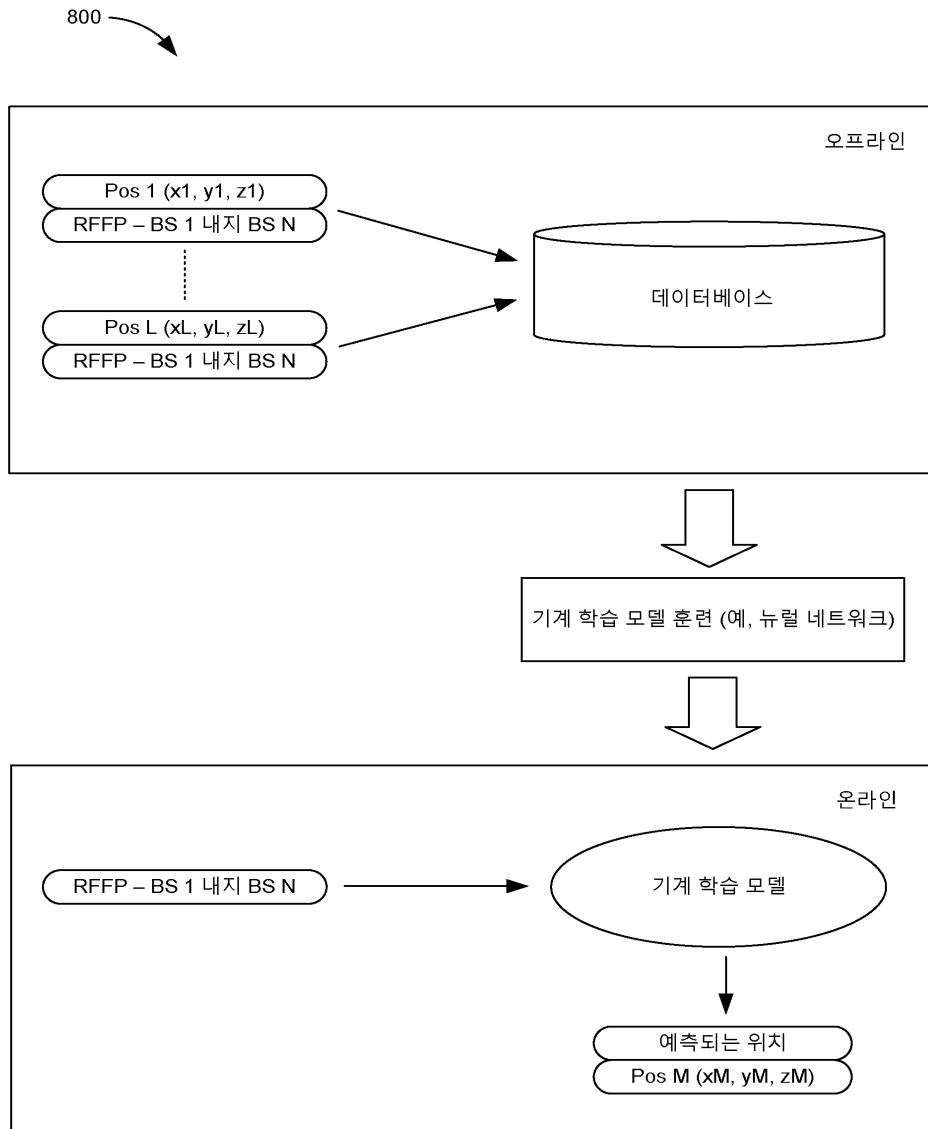 800
오프라인
Pos 1 (x1, y1, z1)
RFFP – BS 1 내지 BS N
Pos L (xL, yL, zL)
RFFP – BS 1 내지 BS N
데이터베이스
기계 학습 모델 훈련 (예, 뉴럴 네트워크)
온라인
RFFP – BS 1 내지 BS N
기계 학습 모델
예측되는 위치
Pos M (xM, yM, zM)